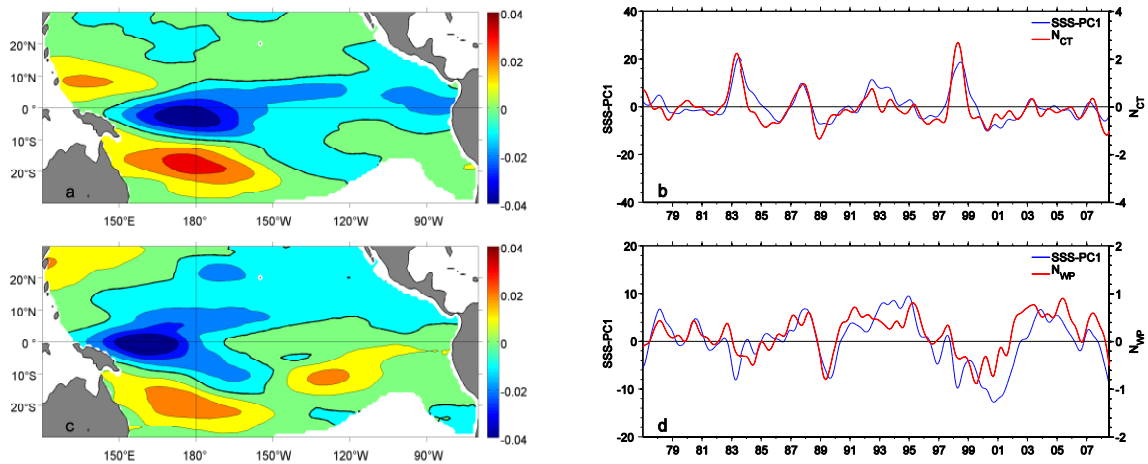 30°N
20°N
10°N
0°
10°S
20°S
a
150°E 180° 150°W 120°W 90°W
0.04
0.02
0
-0.02
-0.04
SSS-PC1
40
20
0
-20
-40
SSS-PC1
NCT
b
79 81 83 85 87 89 91 93 95 97 99 01 03 05 07
4
2
0
-2
-4
NCT
30°N
20°N
10°N
0°
10°S
20°S
c
150°E 180° 150°W 120°W 90°W
0.04
0.02
0
-0.02
-0.04
SSS-PC1
20
10
0
-10
-20
SSS-PC1
NWP
d
79 81 83 85 87 89 91 93 95 97 99 01 03 05 07
2
1
0
-1
-2
NWP